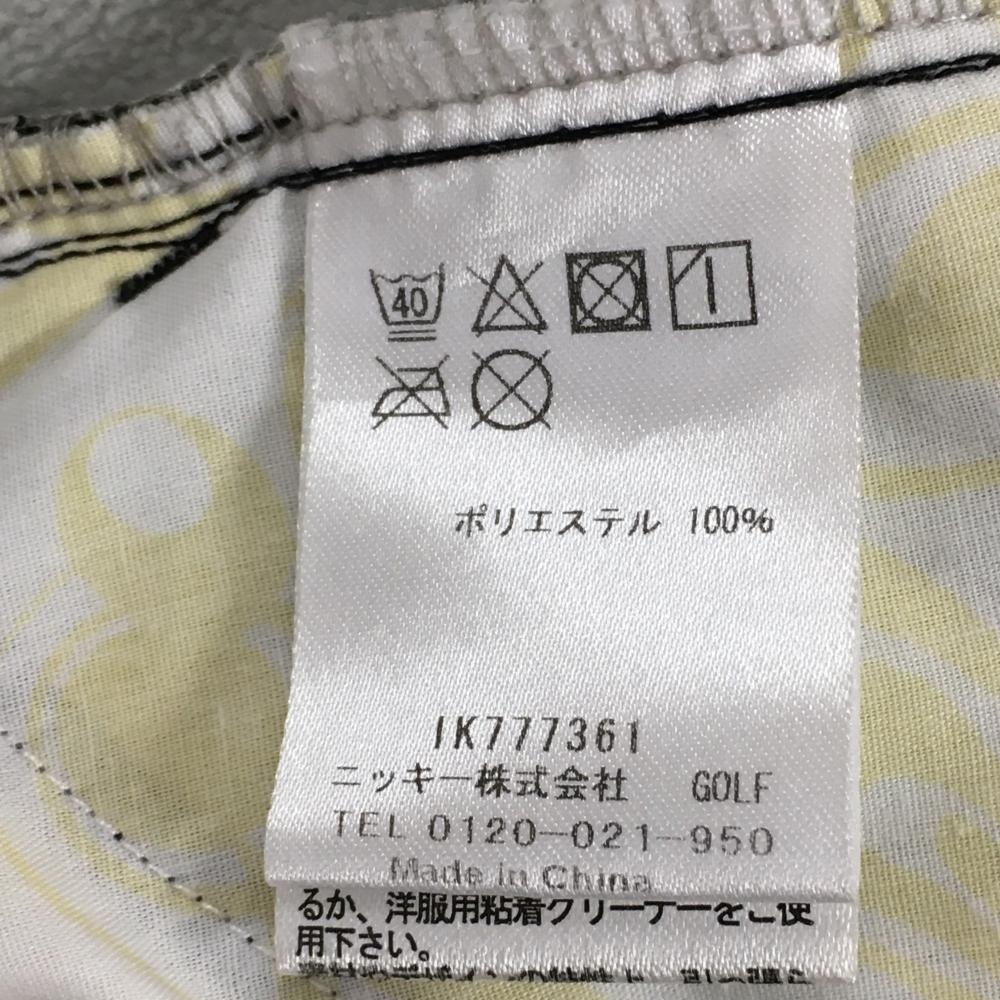 40
ポリエステル 100%
IK777361
ニッキー株式会社 GOLF
TEL 0120-021-950
Made in China
るか、洋服用粘着クリーナーをご使
用下さい。